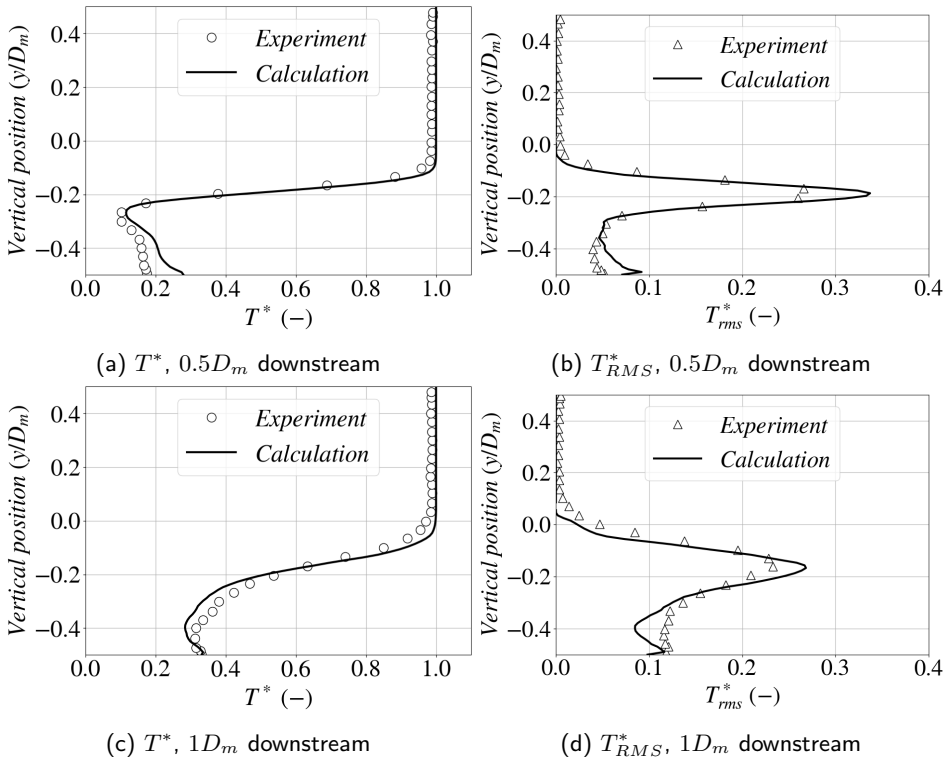 0.4
0.2
0.0
−0.2
−0.4
Vertical position (y/D_m)
Experiment
Calculation
0.0 0.2 0.4 0.6 0.8 1.0
T* (−)
(a) T*, 0.5D_m downstream
0.4
0.2
0.0
−0.2
−0.4
Vertical position (y/D_m)
Experiment
Calculation
0.0 0.1 0.2 0.3 0.4
T*_rms (−)
(b) T*_RMS, 0.5D_m downstream
0.4
0.2
0.0
−0.2
−0.4
Vertical position (y/D_m)
Experiment
Calculation
0.0 0.2 0.4 0.6 0.8 1.0
T* (−)
(c) T*, 1D_m downstream
0.4
0.2
0.0
−0.2
−0.4
Vertical position (y/D_m)
Experiment
Calculation
0.0 0.1 0.2 0.3 0.4
T*_rms (−)
(d) T*_RMS, 1D_m downstream